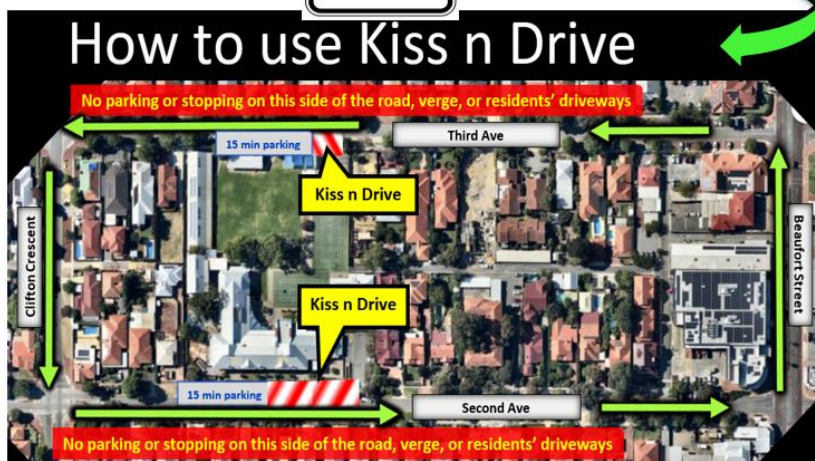 How to use Kiss n Drive
No parking or stopping on this side of the road, verge, or residents' driveways
15 min parking
Third Ave
Kiss n Drive
Clifton Crescent
Beaufort Street
Kiss n Drive
15 min parking
Second Ave
No parking or stopping on this side of the road, verge, or residents' driveways